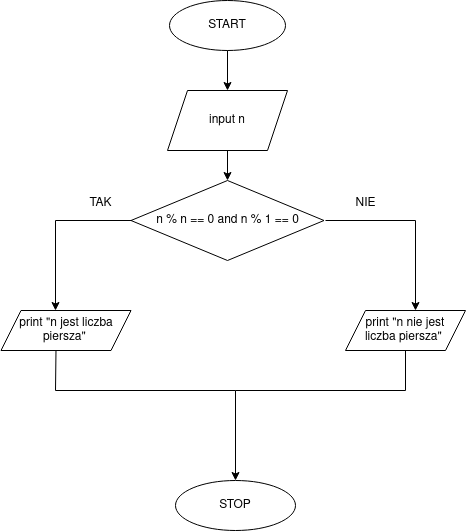 START
input n
TAK
NIE
n % n == 0 and n % 1 == 0
print "n jest liczba
piersza"
print "n nie jest
liczba piersza"
STOP